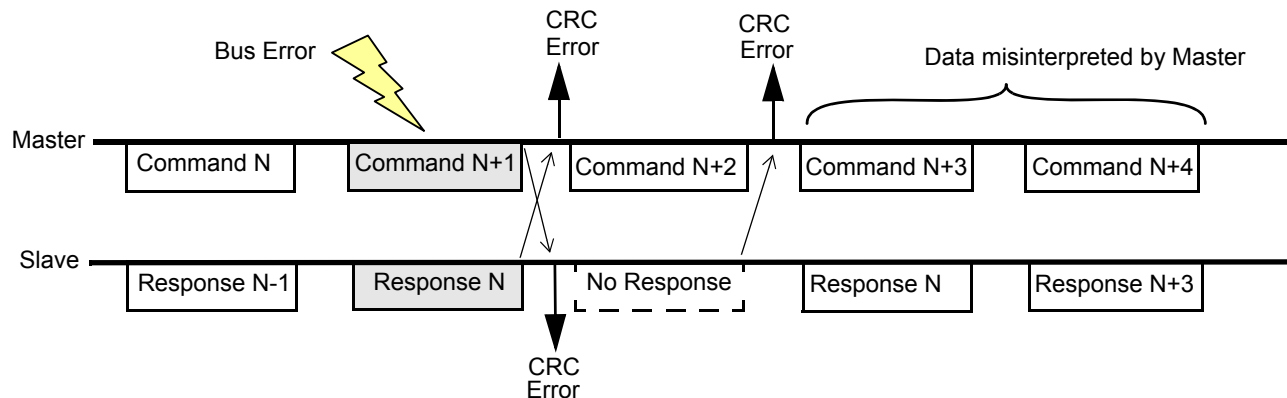 CRC
Error
CRC
Error
Bus Error
Data misinterpreted by Master
Master
Command N
Command N+1
Command N+2
Command N+3
Command N+4
Slave
Response N-1
Response N
No Response
Response N
Response N+3
CRC
Error